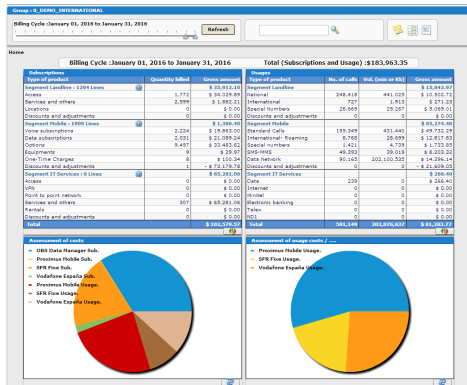 Group : B_DEMO_INTERNATIONAL
Billing Cycle :January 01, 2016 to January 31, 2016
Refresh
Home
Billing Cycle :January 01, 2016 to January 31, 2016
Total (Subscriptions and Usage) :$183,963.35
Subscriptions
Type of product Quantity billed Gross amount
Segment Landline : 1294 Lines $ 35,912.10
Access 1,772 $ 34,029.89
Services and others 2,599 $ 1,882.21
Locations 0 $ 0.00
Discounts and adjustments 0 $ 0.00
Segment Mobile : 1909 Lines $ 1,386.40
Voice subscriptions 2,224 $ 19,863.00
Data subscriptions 2,031 $ 21,089.24
Options 9,497 $ 33,483.62
Equipments 9 $ 29.97
One-Time Charges 8 $ 100.34
Discounts and adjustments - $ 73,179.78
Segment IT Services : 0 Lines $ 65,281.06
Access 0 $ 0.00
VPN 0 $ 0.00
Point to point network 0 $ 0.00
Services and others 307 $ 65,281.06
Rentals 0 $ 0.00
Discounts and adjustments 0 $ 0.00
Total $ 102,579.57
Usages
Type of product No. of calls Vol. (min or Kb) Gross amount
Segment Landline $ 15,842.97
National 248,418 441,025 $ 10,502.72
International 727 1,913 $ 271.23
Special Numbers 26,669 29,267 $ 5,069.01
Discounts and adjustments 0 0 $ 0.00
Segment Mobile $ 65,274.40
Standard Calls 159,349 431,440 $ 49,732.29
International- Roaming 8,768 28,699 $ 12,817.83
Special numbers 1,421 4,739 $ 1,733.85
SMS-MMS 49,393 39,019 $ 8,203.32
Data Network 90,165 202,100,535 $ 14,396.14
Discounts and adjustments 0 0 - $ 21,609.05
Segment IT Services $ 266.40
Data 239 0 $ 266.40
Internet 0 0 $ 0.00
Minitel 0 0 $ 0.00
Electronic banking 0 0 $ 0.00
Telex 0 0 $ 0.00
ND1 0 0 $ 0.00
Total 581,149 203,076,637 $ 81,383.77
Assessment of costs
OBS Data Manager Sub.
Proximus Mobile Sub.
SFR Fixe Sub.
Vodafone España Sub.
Proximus Mobile Usage.
SFR Fixe Usage.
Vodafone España Usage.
Assessment of usage costs / ....
Proximus Mobile Usage.
SFR Fixe Usage.
Vodafone España Usage.